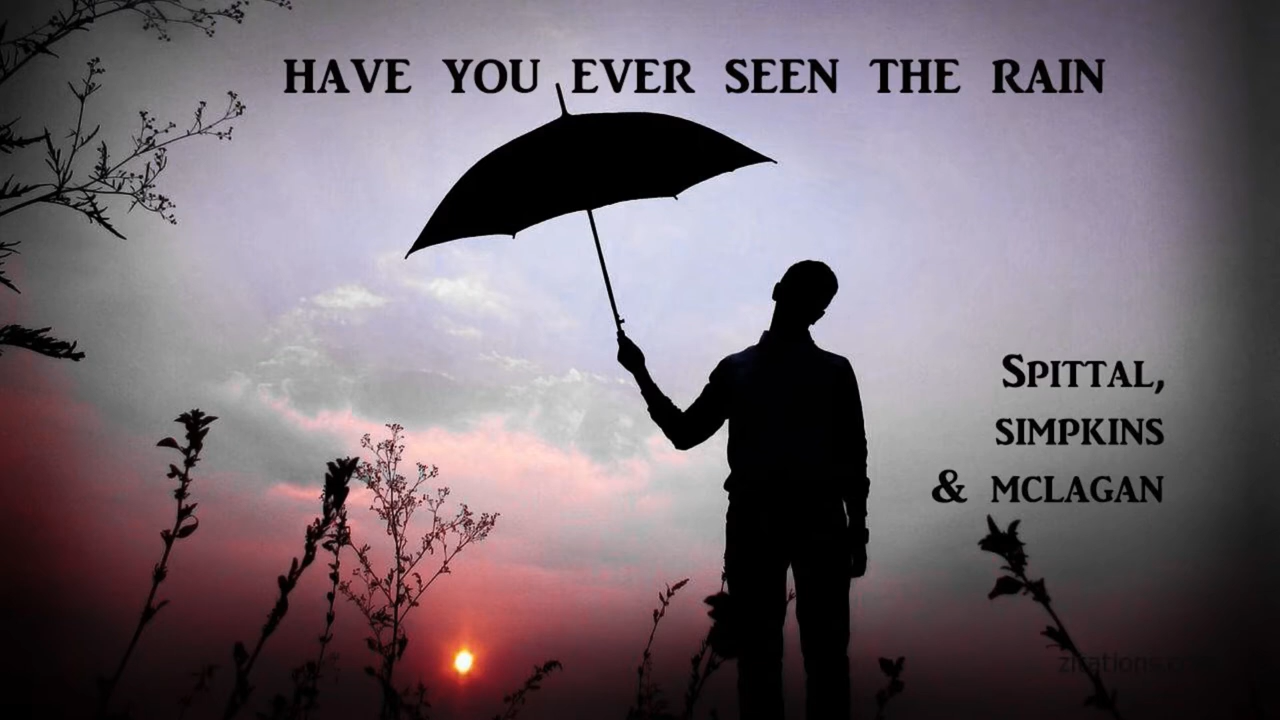 HAVE YOU EVER SEEN THE RAIN
SPITTAL,
SIMPKINS
& MCLAGAN